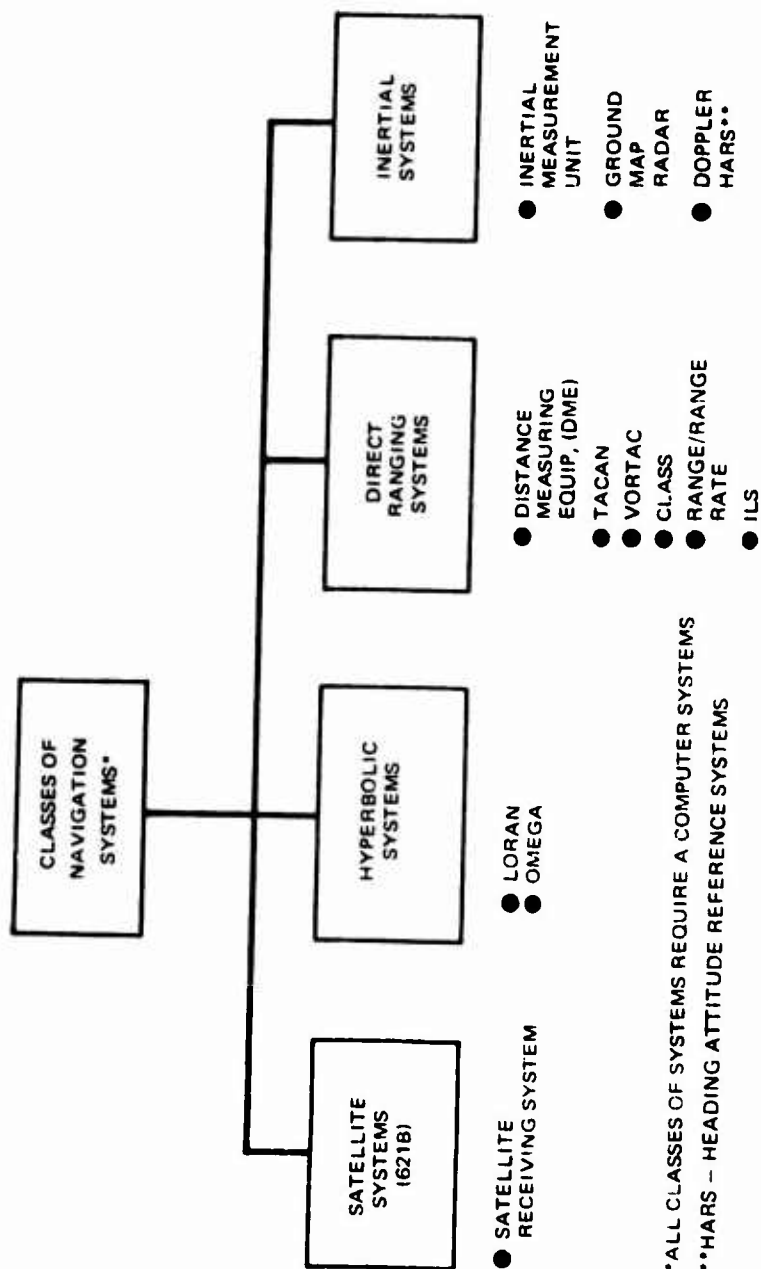 CLASSES OF
NAVIGATION
SYSTEMS*
SATELLITE
SYSTEMS
(621B)
● SATELLITE
RECEIVING SYSTEM
HYPERBOLIC
SYSTEMS
● LORAN
● OMEGA
DIRECT
RANGING
SYSTEMS
● DISTANCE
MEASURING
EQUIP, (DME)
● TACAN
● VORTAC
● CLASS
● RANGE/RANGE
RATE
● ILS
INERTIAL
SYSTEMS
● INERTIAL
MEASUREMENT
UNIT
● GROUND
MAP
RADAR
● DOPPLER
HARS**
*ALL CLASSES OF SYSTEMS REQUIRE A COMPUTER SYSTEMS
**HARS – HEADING ATTITUDE REFERENCE SYSTEMS